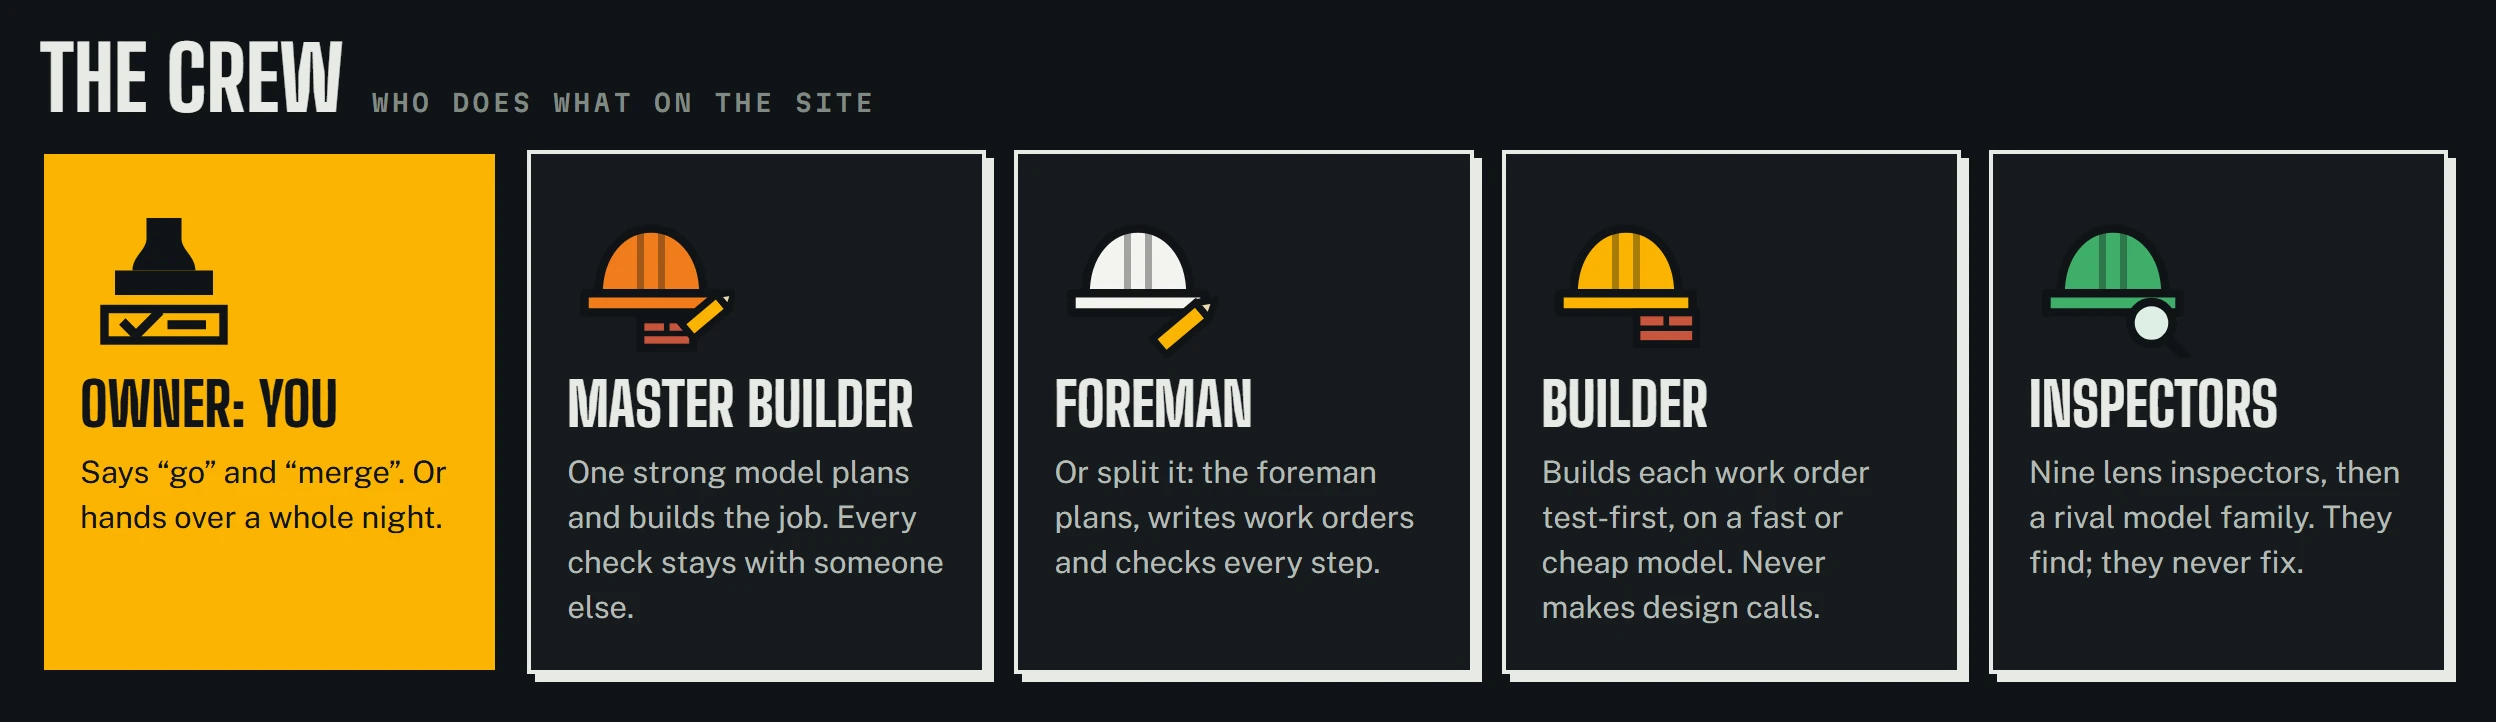 THE CREW
WHO DOES WHAT ON THE SITE
OWNER: YOU
Says “go” and “merge”. Or
hands over a whole night.
MASTER BUILDER
One strong model plans
and builds the job. Every
check stays with someone
else.
FOREMAN
Or split it: the foreman
plans, writes work orders
and checks every step.
BUILDER
Builds each work order
test-first, on a fast or
cheap model. Never
makes design calls.
INSPECTORS
Nine lens inspectors, then
a rival model family. They
find; they never fix.